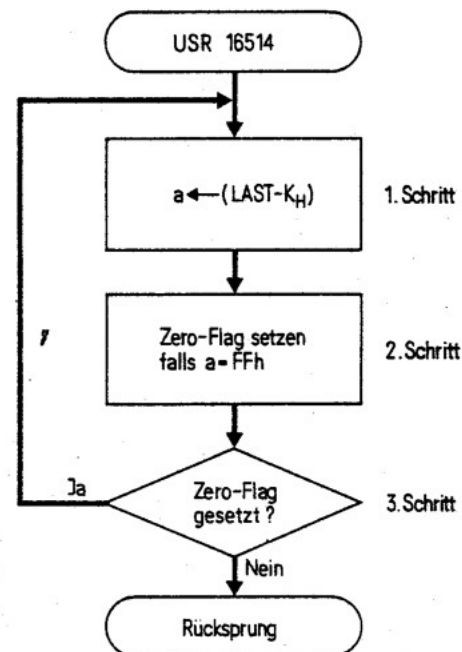 USR 16514
a←(LAST-K_H)
1. Schritt
Zero-Flag setzen
falls a=FFh
2. Schritt
Zero-Flag
gesetzt ?
3. Schritt
Ja
Nein
Rücksprung